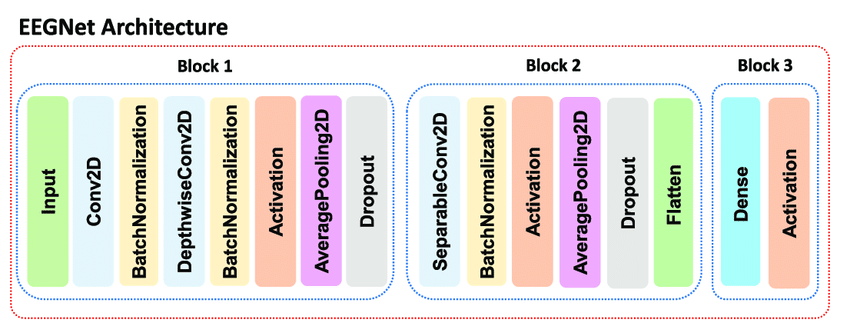 EEGNet Architecture
Block 1
Input
Conv2D
BatchNormalization
DepthwiseConv2D
BatchNormalization
Activation
AveragePooling2D
Dropout
Block 2
SeparableConv2D
BatchNormalization
Activation
AveragePooling2D
Dropout
Flatten
Block 3
Dense
Activation